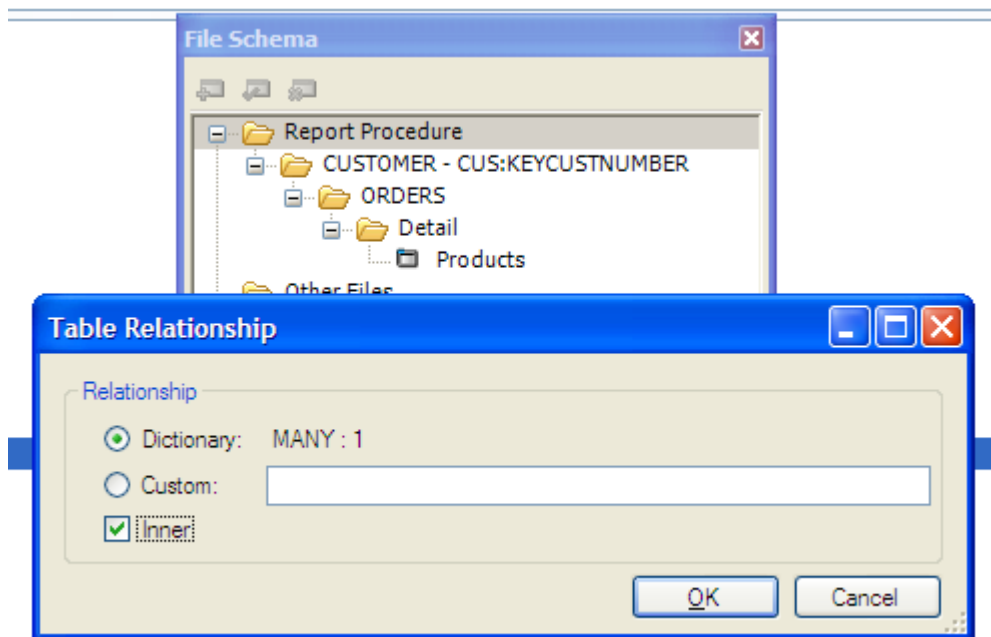 File Schema
Report Procedure
CUSTOMER - CUS:KEYCUSTNUMBER
ORDERS
Detail
Products
Other Files
Table Relationship
Relationship
Dictionary: MANY : 1
Custom:
Inner
OK Cancel